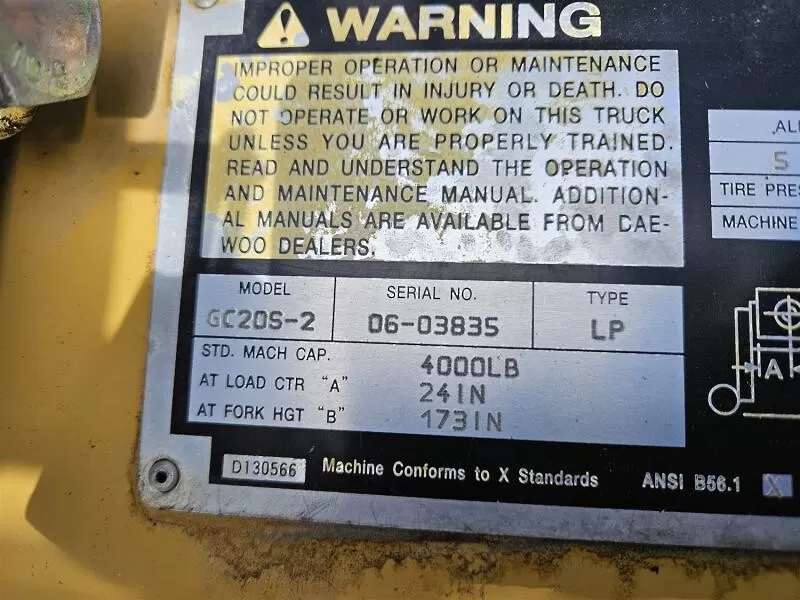 WARNING
IMPROPER OPERATION OR MAINTENANCE
COULD RESULT IN INJURY OR DEATH. DO
NOT OPERATE OR WORK ON THIS TRUCK
UNLESS YOU ARE PROPERLY TRAINED.
READ AND UNDERSTAND THE OPERATION
AND MAINTENANCE MANUAL. ADDITION-
AL MANUALS ARE AVAILABLE FROM DAE-
WOO DEALERS.
MODEL
GC20S-2
SERIAL NO.
06-03835
TYPE
LP
STD. MACH CAP. 4000LB
AT LOAD CTR "A" 24IN
AT FORK HGT "B" 173IN
D130566 Machine Conforms to X Standards ANSI B56.1 X
5
TIRE PRES
MACHINE
A